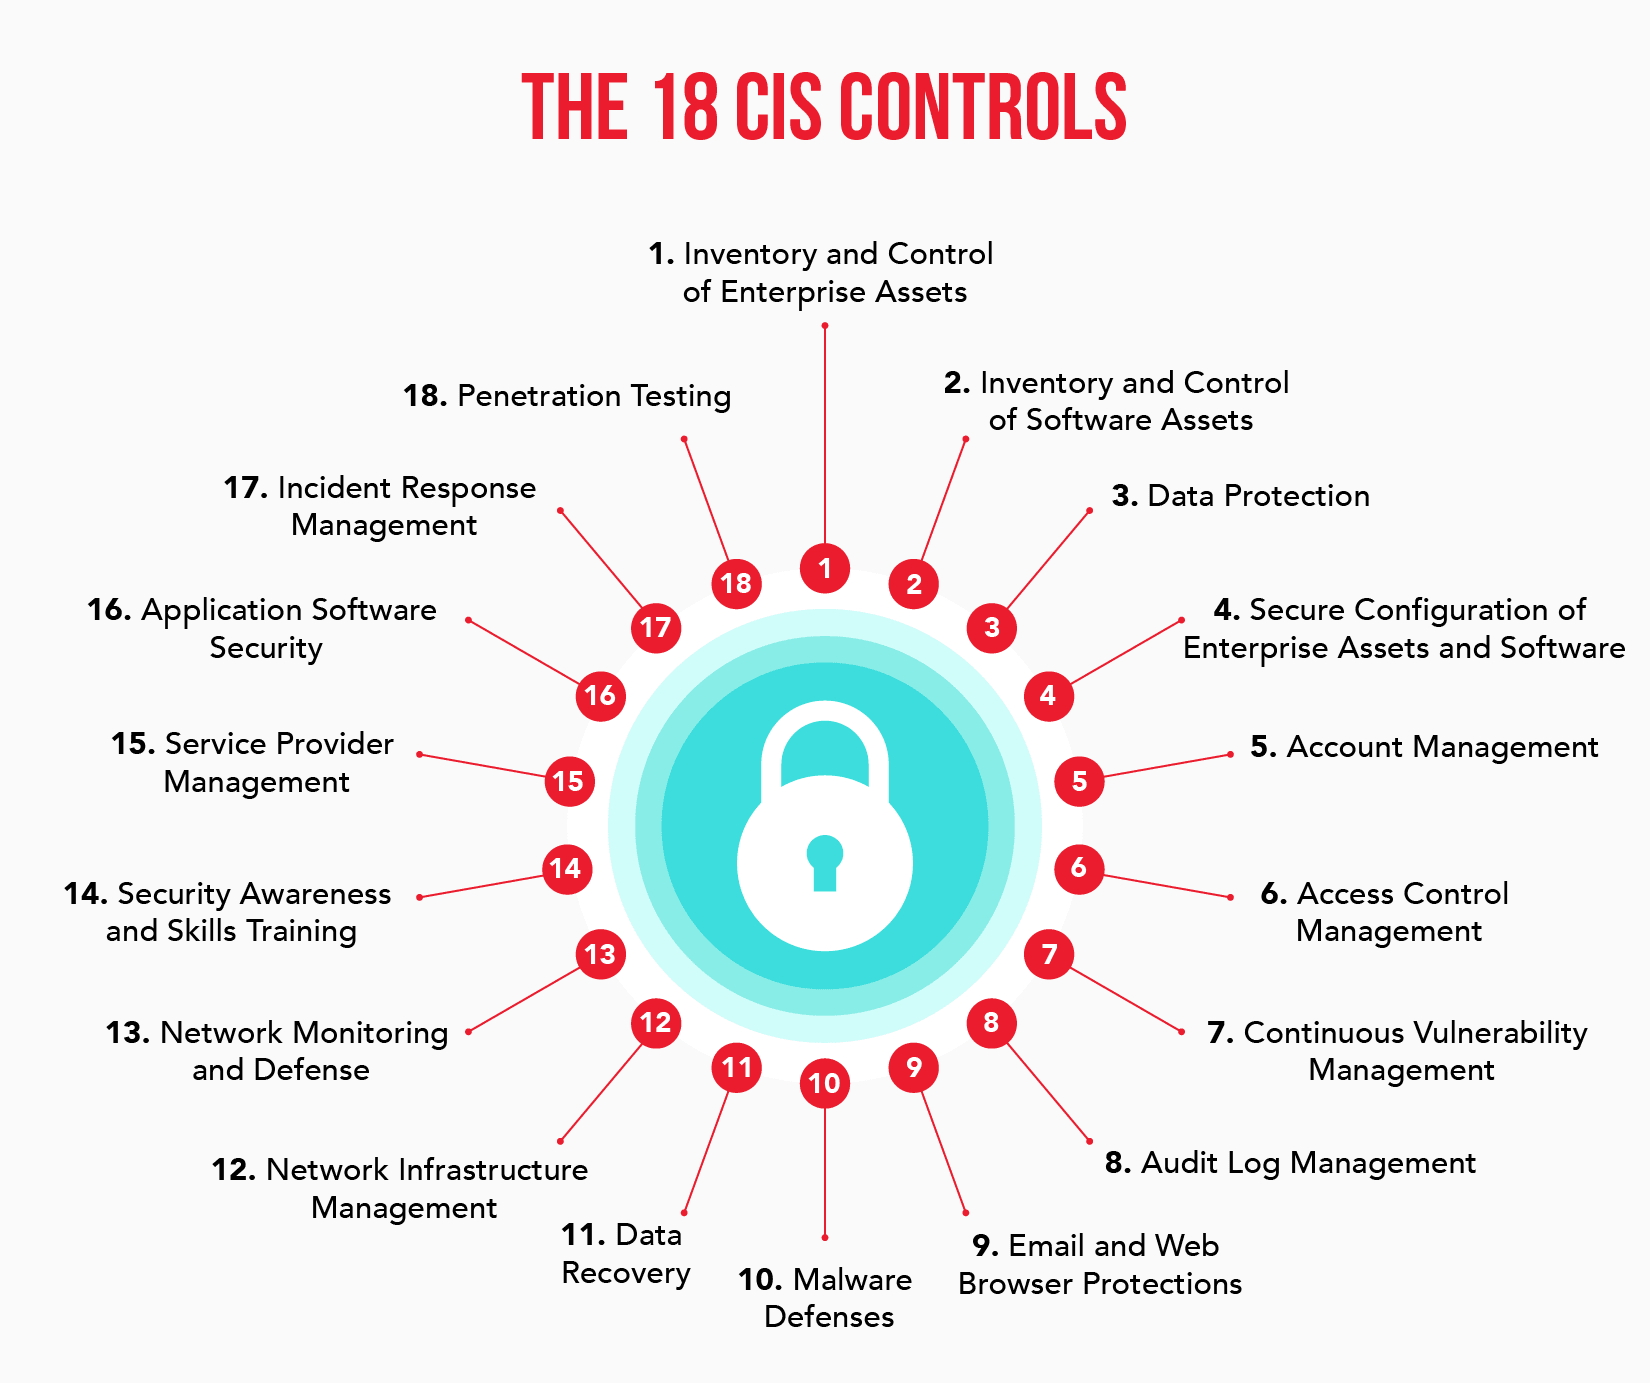 THE 18 CIS CONTROLS
1. Inventory and Control
of Enterprise Assets
2. Inventory and Control
of Software Assets
3. Data Protection
4. Secure Configuration of
Enterprise Assets and Software
5. Account Management
6. Access Control
Management
7. Continuous Vulnerability
Management
8. Audit Log Management
9. Email and Web
Browser Protections
10. Malware
Defenses
11. Data
Recovery
12. Network Infrastructure
Management
13. Network Monitoring
and Defense
14. Security Awareness
and Skills Training
15. Service Provider
Management
16. Application Software
Security
17. Incident Response
Management
18. Penetration Testing
1
2
3
4
5
6
7
8
9
10
11
12
13
14
15
16
17
18